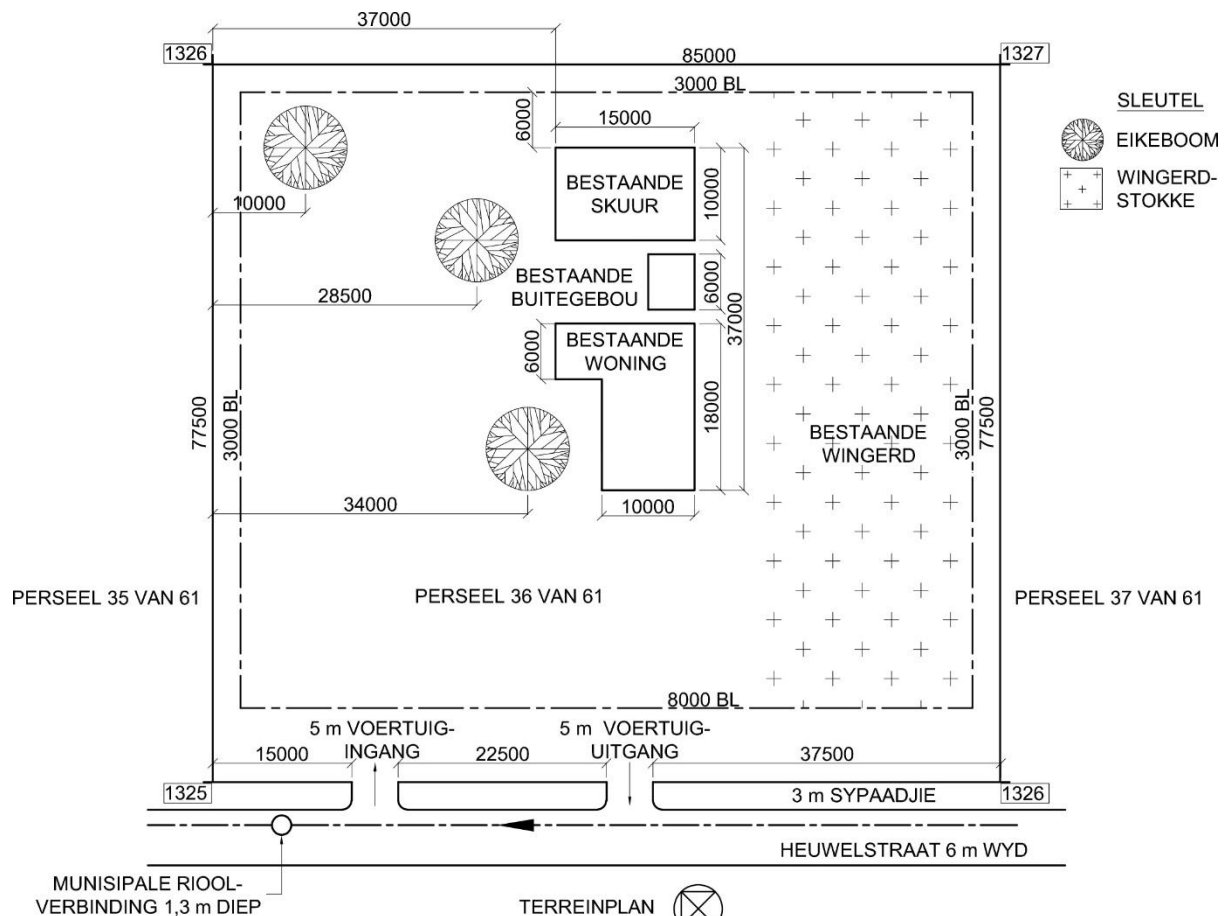 37000
1326
85000
1327
3000 BL
SLEUTEL
6000
15000
EIKEBOOM
WINGERD-
STOKKE
BESTAANDE
SKUUR
10000
10000
BESTAANDE
BUITEGEBOU
6000
28500
37000
6000
BESTAANDE
WONING
77500
3000 BL
18000
BESTAANDE
WINGERD
3000 BL
77500
34000
10000
PERSEEL 35 VAN 61
PERSEEL 36 VAN 61
PERSEEL 37 VAN 61
8000 BL
5 m VOERTUIG-
INGANG
5 m VOERTUIG-
UITGANG
15000
22500
37500
1325
3 m SYPAADJIE
1326
HEUWELSTRAAT 6 m WYD
MUNISIPALE RIOOL-
VERBINDING 1,3 m DIEP
TERREINPLAN